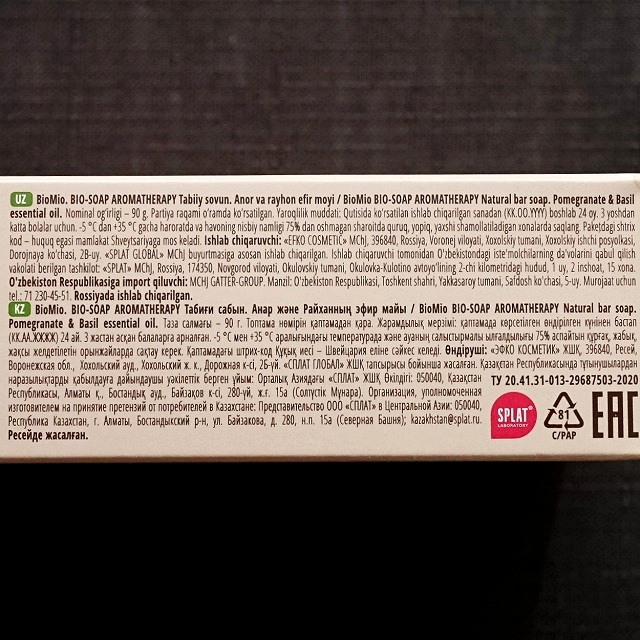 UZ BioMio. BIO-SOAP AROMATHERAPY Tabiiy sovun. Anor va rayhon efir moyi / BioMio BIO-SOAP AROMATHERAPY Natural bar soap. Pomegranate & Basil
essential oil. Nominal og'irligi – 90 g. Partiya raqami o'ramda ko'rsatilgan. Yaroqlilik muddati: Qutisida ko'rsatilgan ishlab chiqarilgan sanadan (KK.OO.YYYY) boshlab 24 oy. 3 yoshdan
katta bolalar uchun. -5 °C dan +35 °C gacha haroratda va havoning nisbiy namligi 75% dan oshmagan sharoitda quruq, yopiq, yaxshi shamollatiladigan xonalarda saqlang. Paketdagi shtrix
kod – huquq egasi mamlakat Shveytsariyaga mos keladi. Ishlab chiqaruvchi: «EFKO COSMETIC» MChJ, 396840, Rossiya, Voronej viloyati, Xoxolskiy tumani, Xoxolskiy ishchi posyolkasi,
Dorojnaya ko'chasi, 2B-uy. «SPLAT GLOBAL» MChJ buyurtmasiga asosan ishlab chiqarilgan. Ishlab chiqaruvchi tomonidan O'zbekistondagi iste'molchilarning da'volarini qabul qilish
vakolati berilgan tashkilot: «SPLAT» MChJ, Rossiya, 174350, Novgorod viloyati, Okulovskiy tumani, Okulovka-Kulotino avtoyo'lining 2-chi kilometridagi hudud, 1 uy, 2 inshoat, 15 xona.
O'zbekiston Respublikasiga import qiluvchi: MCHJ GATTER-GROUP. Manzil: O'zbekiston Respublikasi, Toshkent shahri, Yakkasaroy tumani, Safdosh ko'chasi, 5-uy. Murojaat uchun
tel.: 71 230-45-51. Rossiyada ishlab chiqarilgan.
KZ BioMio. BIO-SOAP AROMATHERAPY Табиғи сабын. Анар және Райханның эфир майы / BioMio BIO-SOAP AROMATHERAPY Natural bar soap.
Pomegranate & Basil essential oil. Таза салмағы – 90 г. Топтама нөмірін қаптамадан қара. Жарамдылық мерзімі: қаптамада көрсетілген өндірілген күнінен бастап
(КК.АА.ЖЖЖЖ) 24 ай. 3 жастан асқан балаларға арналған. -5 °C мен +35 °C аралығындағы температурада және ауаның салыстырмалы ылғалдылығы 75% аспайтын құрғақ, жабық,
жақсы желдетілетін орынжайларда сақтау керек. Қаптамадағы штрих-код Құқық иесі – Швейцария еліне сәйкес келеді. Өндіруші: «ЭФКО КОСМЕТИК» ЖШҚ, 396840, Ресей,
Воронежская обл., Хохольский ауд., Хохольский ж. к., Дорожная к-сі, 2Б-үй. «СПЛАТ ГЛОБАЛ» ЖШҚ тапсырысы бойынша өндірілген. Қазақстан Республикасында тұтынушылардан
наразылықтарды қабылдауға дайындаушы уәкілеттік берген ұйым: Орталық Азиядағы «СПЛАТ» ЖШҚ Өкілдігі: 050040, Қазақстан
Республикасы, Алматы қ., Бостандық ауд., Байзақов к-сі, 280-үй, ж.ғ. 15а (Солүстік Мұнара). Организация, уполномоченная
изготовителем на принятие претензий от потребителей в Казахстане: Представительство ООО «СПЛАТ» в Центральной Азии: 050040,
Республика Казахстан, г. Алматы, Бостандыкский р-н, ул. Байзакова, д. 280, н.п. 15а (Северная Башня); kazakhstan@splat.ru.
Ресейде жасалған.
ТУ 20.41.31-013-29687503-2020
SPLAT
LABORATORY
81
C/PAP
EAC